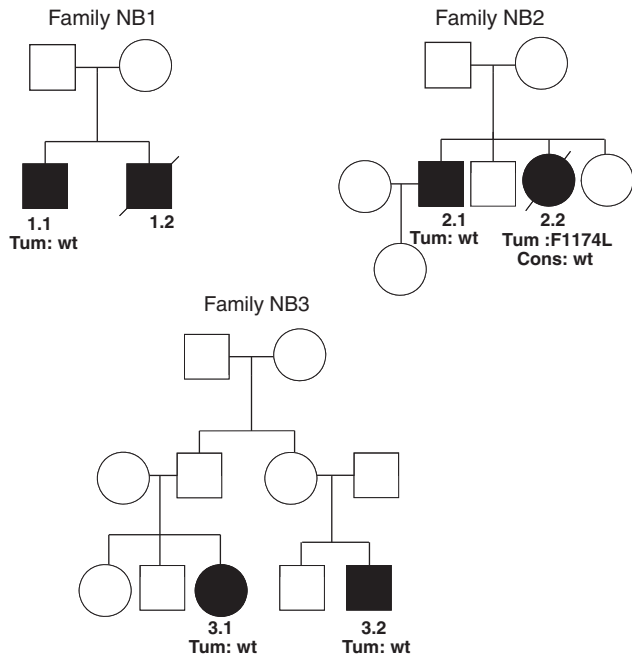 Family NB1
Family NB2
1.1
Tum: wt
1.2
2.1
Tum: wt
2.2
Tum :F1174L
Cons: wt
Family NB3
3.1
Tum: wt
3.2
Tum: wt